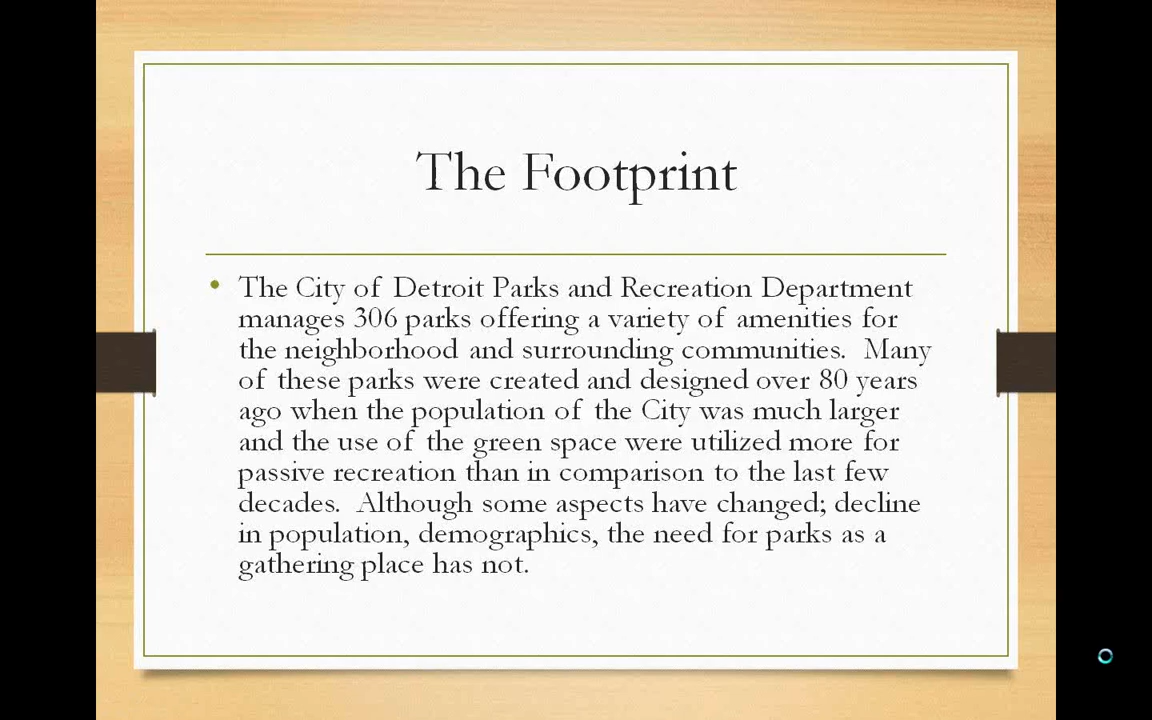 The Footprint
• The City of Detroit Parks and Recreation Department
manages 306 parks offering a variety of amenities for
the neighborhood and surrounding communities.  Many
of these parks were created and designed over 80 years
ago when the population of the City was much larger
and the use of the green space were utilized more for
passive recreation than in comparison to the last few
decades.  Although some aspects have changed; decline
in population, demographics, the need for parks as a
gathering place has not.